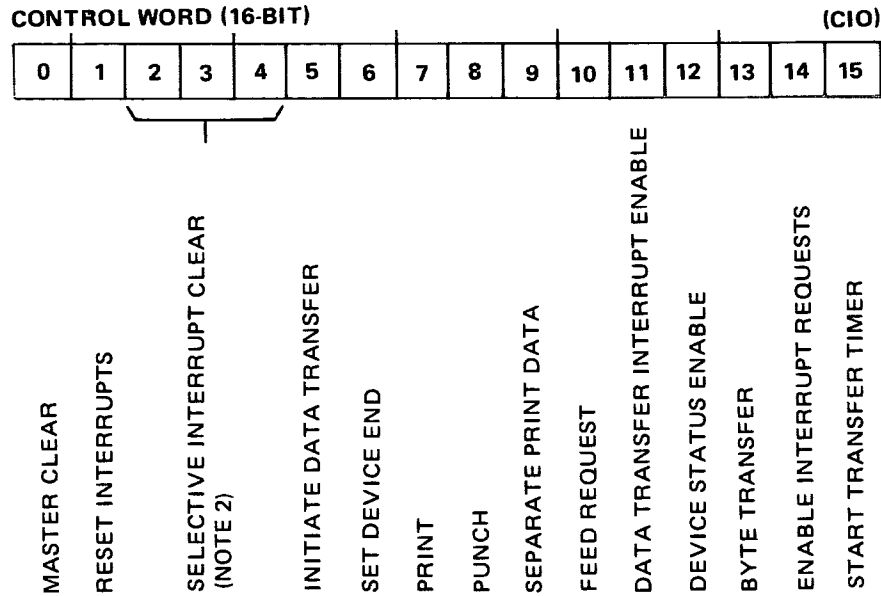 CONTROL WORD (16-BIT) (CIO)
0 1 2 3 4 5 6 7 8 9 10 11 12 13 14 15
MASTER CLEAR
RESET INTERRUPTS
SELECTIVE INTERRUPT CLEAR
(NOTE 2)
INITIATE DATA TRANSFER
SET DEVICE END
PRINT
PUNCH
SEPARATE PRINT DATA
FEED REQUEST
DATA TRANSFER INTERRUPT ENABLE
DEVICE STATUS ENABLE
BYTE TRANSFER
ENABLE INTERRUPT REQUESTS
START TRANSFER TIMER